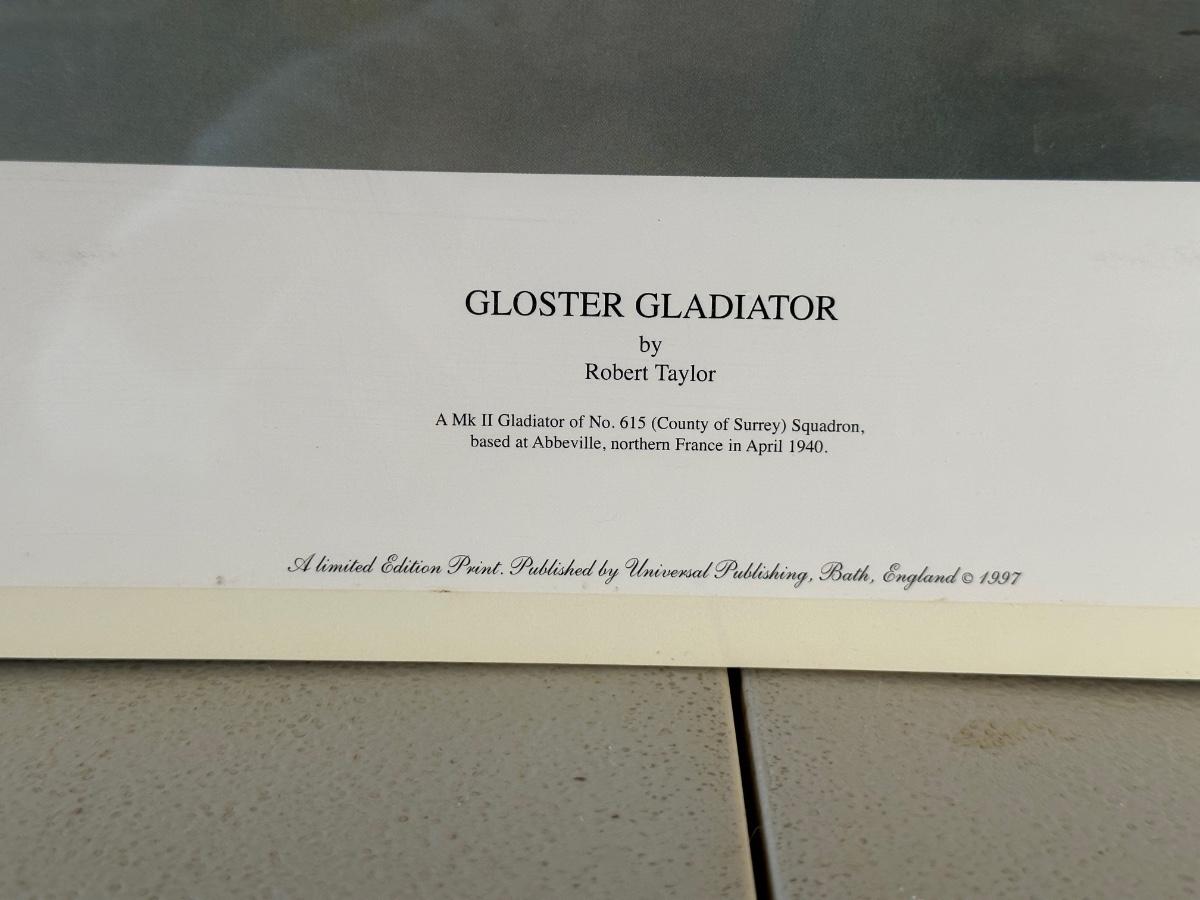 GLOSTER GLADIATOR
by
Robert Taylor
A Mk II Gladiator of No. 615 (County of Surrey) Squadron,
based at Abbeville, northern France in April 1940.
A limited Edition Print. Published by Universal Publishing, Bath, England © 1997